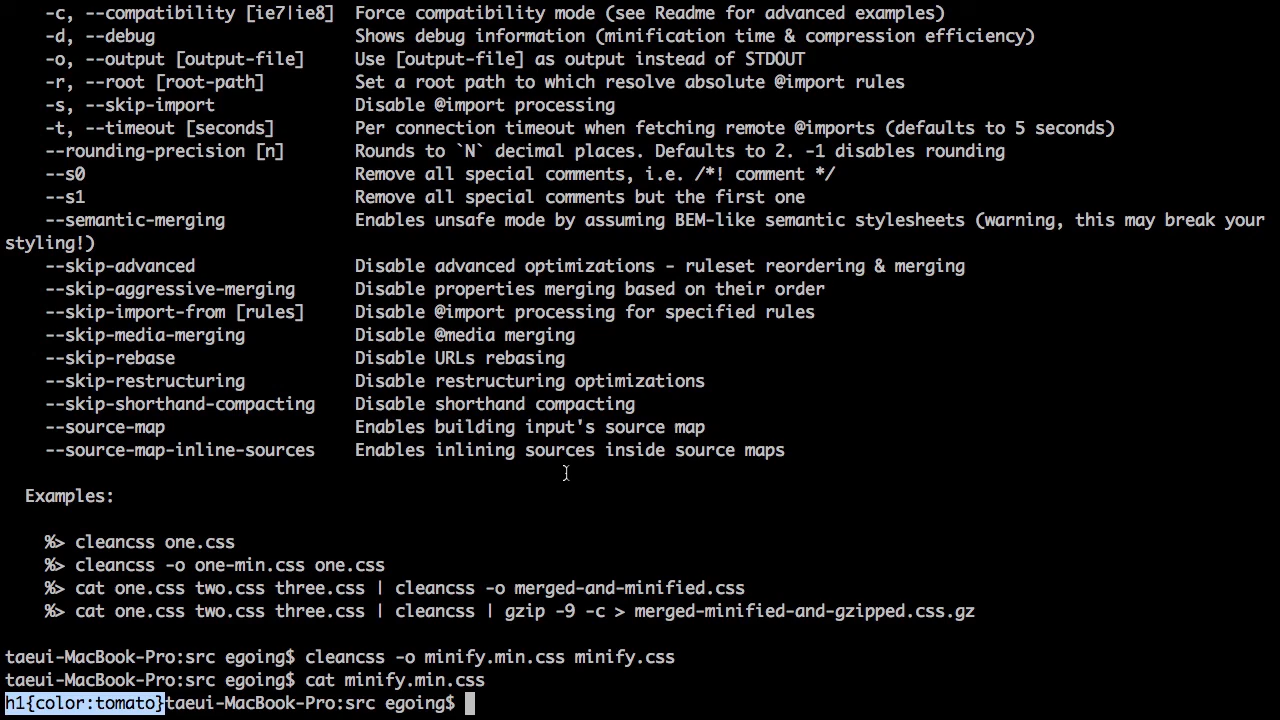 -c, --compatibility [ie7|ie8]  Force compatibility mode (see Readme for advanced examples)
-d, --debug                    Shows debug information (minification time & compression efficiency)
-o, --output [output-file]     Use [output-file] as output instead of STDOUT
-r, --root [root-path]         Set a root path to which resolve absolute @import rules
-s, --skip-import              Disable @import processing
-t, --timeout [seconds]        Per connection timeout when fetching remote @imports (defaults to 5 seconds)
--rounding-precision [n]       Rounds to `N` decimal places. Defaults to 2. -1 disables rounding
--s0                           Remove all special comments, i.e. /*! comment */
--s1                           Remove all special comments but the first one
--semantic-merging             Enables unsafe mode by assuming BEM-like semantic stylesheets (warning, this may break your
styling!)
--skip-advanced                Disable advanced optimizations - ruleset reordering & merging
--skip-aggressive-merging      Disable properties merging based on their order
--skip-import-from [rules]     Disable @import processing for specified rules
--skip-media-merging           Disable @media merging
--skip-rebase                  Disable URLs rebasing
--skip-restructuring           Disable restructuring optimizations
--skip-shorthand-compacting    Disable shorthand compacting
--source-map                   Enables building input's source map
--source-map-inline-sources    Enables inlining sources inside source maps
Examples:
%> cleancss one.css
%> cleancss -o one-min.css one.css
%> cat one.css two.css three.css | cleancss -o merged-and-minified.css
%> cat one.css two.css three.css | cleancss | gzip -9 -c > merged-minified-and-gzipped.css.gz
taeui-MacBook-Pro:src egoing$ cleancss -o minify.min.css minify.css
taeui-MacBook-Pro:src egoing$ cat minify.min.css
h1{color:tomato}taeui-MacBook-Pro:src egoing$